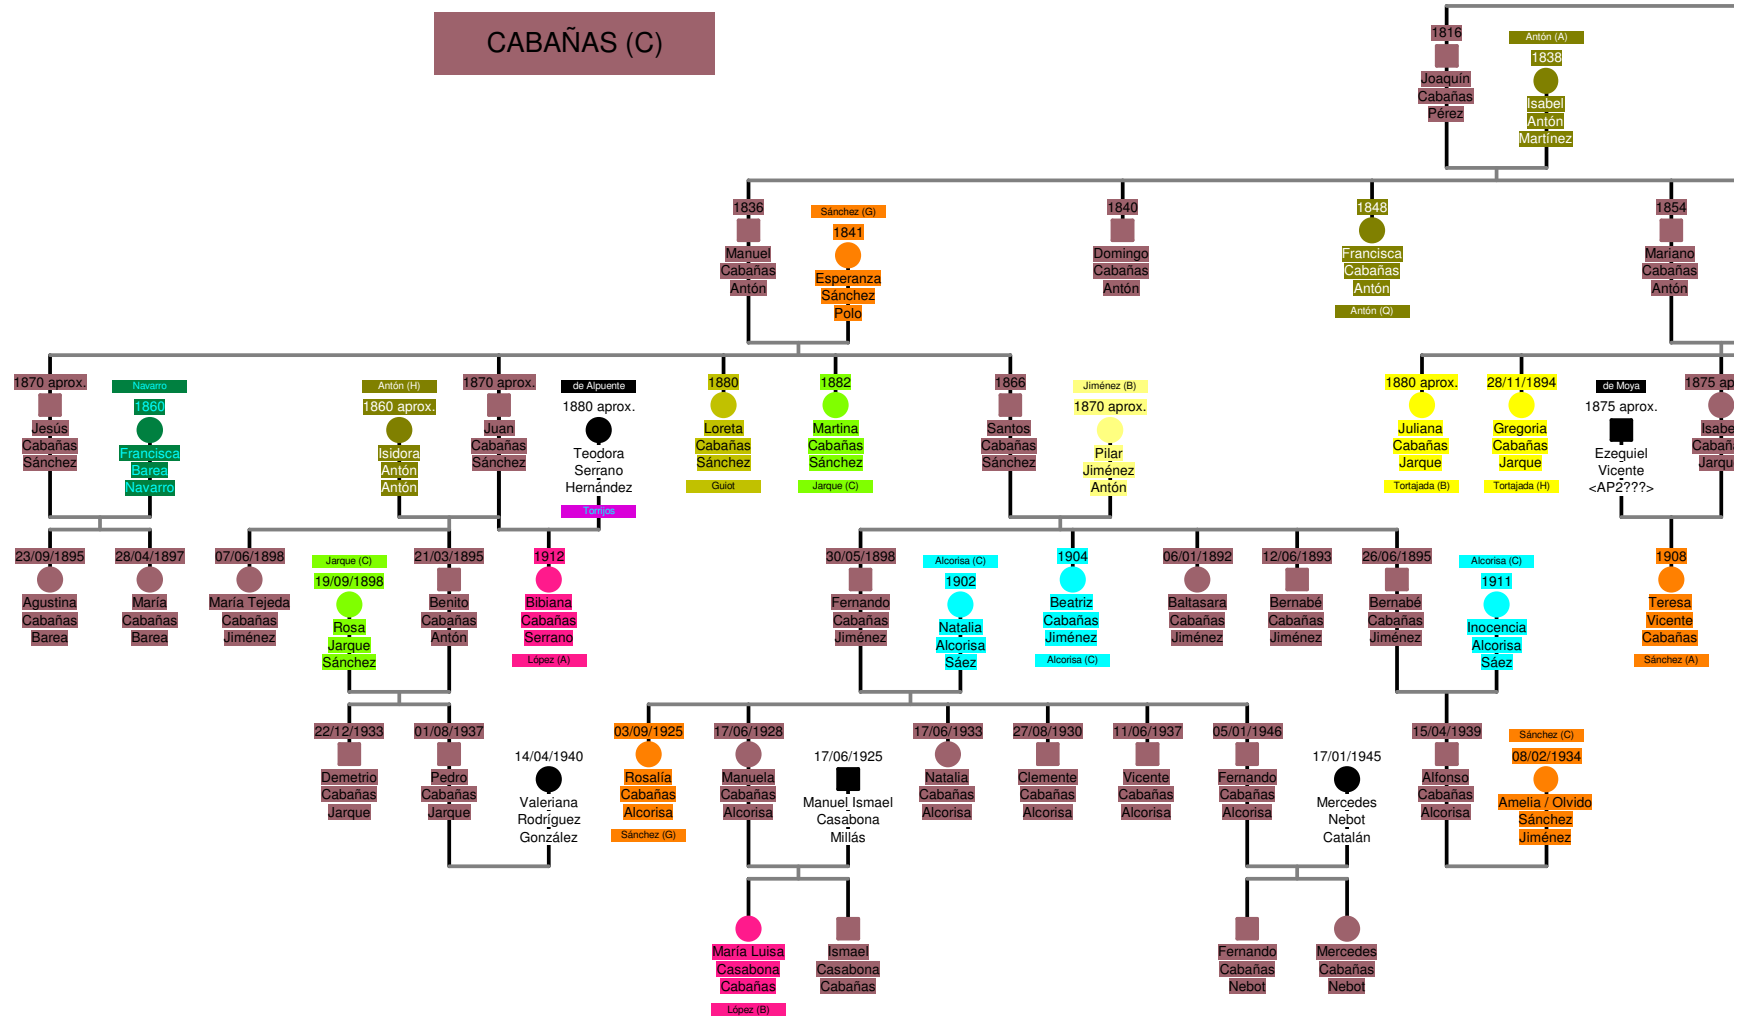 CABAÑAS (C)
1816
Joaquín
Cabañas
Pérez
Antón (A)
1838
Isabel
Antón
Martínez
1836
Manuel
Cabañas
Antón
Sánchez (G)
1841
Esperanza
Sánchez
Polo
1840
Domingo
Cabañas
Antón
1848
Francisca
Cabañas
Antón
Antón (Q)
1854
Mariano
Cabañas
Antón
1870 aprox.
Jesús
Cabañas
Sánchez
Navarro
1860
Francisca
Barea
Navarro
Antón (H)
1860 aprox.
Isidora
Antón
Antón
1870 aprox.
Juan
Cabañas
Sánchez
de Alpuente
1880 aprox.
Teodora
Serrano
Hernández
Torrijos
1880
Loreta
Cabañas
Sánchez
Guiot
1882
Martina
Cabañas
Sánchez
Jarque (C)
1866
Santos
Cabañas
Sánchez
Jiménez (B)
1870 aprox.
Pilar
Jiménez
Antón
1880 aprox.
Juliana
Cabañas
Jarque
Tortajada (B)
28/11/1894
Gregoria
Cabañas
Jarque
Tortajada (H)
de Moya
1875 aprox.
Ezequiel
Vicente
<AP2???>
1875 ap
Isabe
Cabaña
Jarqu
23/09/1895
Agustina
Cabañas
Barea
28/04/1897
María
Cabañas
Barea
07/06/1898
María Tejeda
Cabañas
Jiménez
Jarque (C)
19/09/1898
Rosa
Jarque
Sánchez
21/03/1895
Benito
Cabañas
Antón
1912
Bibiana
Cabañas
Serrano
López (A)
30/05/1898
Fernando
Cabañas
Jiménez
Alcorisa (C)
1902
Natalia
Alcorisa
Sáez
1904
Beatriz
Cabañas
Jiménez
Alcorisa (C)
06/01/1892
Baltasara
Cabañas
Jiménez
12/06/1893
Bernabé
Cabañas
Jiménez
26/06/1895
Bernabé
Cabañas
Jiménez
Alcorisa (C)
1911
Inocencia
Alcorisa
Sáez
1908
Teresa
Vicente
Cabañas
Sánchez (A)
22/12/1933
Demetrio
Cabañas
Jarque
01/08/1937
Pedro
Cabañas
Jarque
14/04/1940
Valeriana
Rodríguez
González
03/09/1925
Rosalía
Cabañas
Alcorisa
Sánchez (G)
17/06/1928
Manuela
Cabañas
Alcorisa
17/06/1925
Manuel Ismael
Casabona
Millás
17/06/1933
Natalia
Cabañas
Alcorisa
27/08/1930
Clemente
Cabañas
Alcorisa
11/06/1937
Vicente
Cabañas
Alcorisa
05/01/1946
Fernando
Cabañas
Alcorisa
17/01/1945
Mercedes
Nebot
Catalán
15/04/1939
Alfonso
Cabañas
Alcorisa
Sánchez (C)
08/02/1934
Amelia / Olvido
Sánchez
Jiménez
María Luisa
Casabona
Cabañas
López (B)
Ismael
Casabona
Cabañas
Fernando
Cabañas
Nebot
Mercedes
Cabañas
Nebot